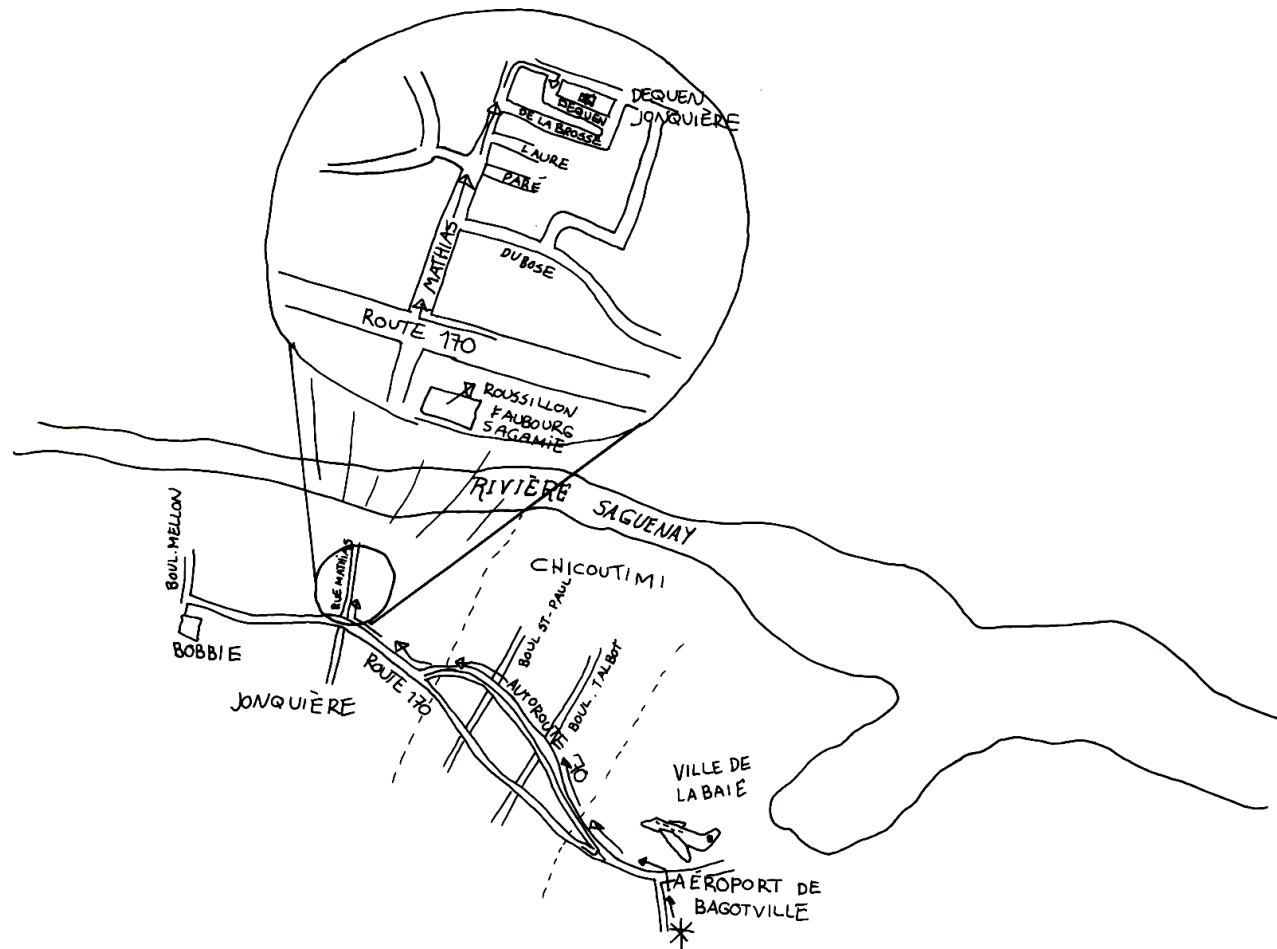 DEQUEN
JONQUIÈRE
DEQUEN
DE LA BROSSE
LAURE
PARÉ
MATHIAS
DUBOSE
ROUTE 170
ROUSSILLON
FAUBOURG
SAGAMIE
RIVIÈRE SAGUENAY
BOUL. MELLON
RUE MATHIAS
CHICOUTIMI
BOUL ST-PAUL
BOBBIE
BOUL. TALBOT
JONQUIÈRE
ROUTE 170
AUTOROUTE 70
VILLE DE
LA BAIE
AÉROPORT DE
BAGOTVILLE